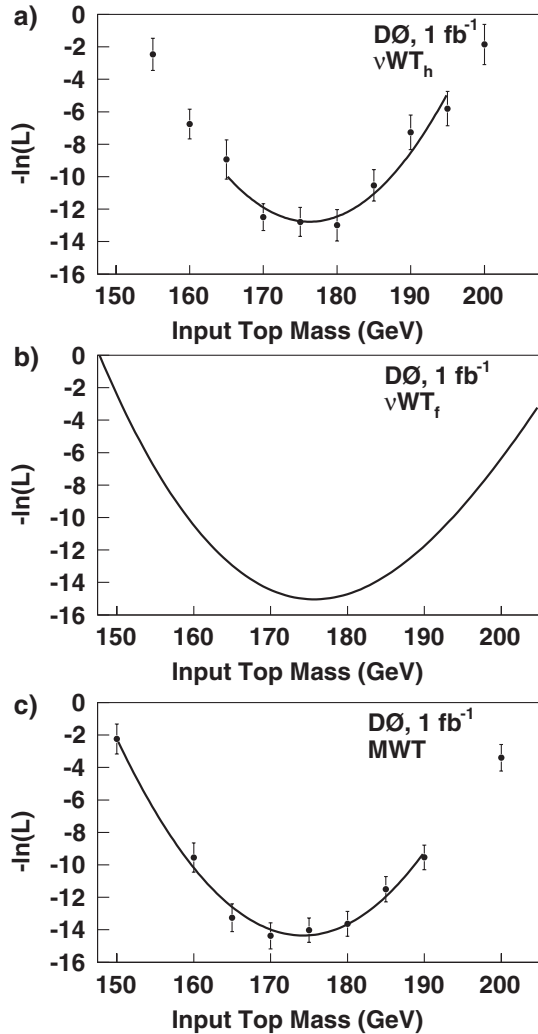 a)
DØ, 1 fb⁻¹
νWTₕ
0
-2
-4
-6
-8
-10
-12
-14
-16
-ln(L)
150 160 170 180 190 200
Input Top Mass (GeV)
b)
DØ, 1 fb⁻¹
νWT_f
0
-2
-4
-6
-8
-10
-12
-14
-16
-ln(L)
150 160 170 180 190 200
Input Top Mass (GeV)
c)
DØ, 1 fb⁻¹
MWT
0
-2
-4
-6
-8
-10
-12
-14
-16
-ln(L)
150 160 170 180 190 200
Input Top Mass (GeV)